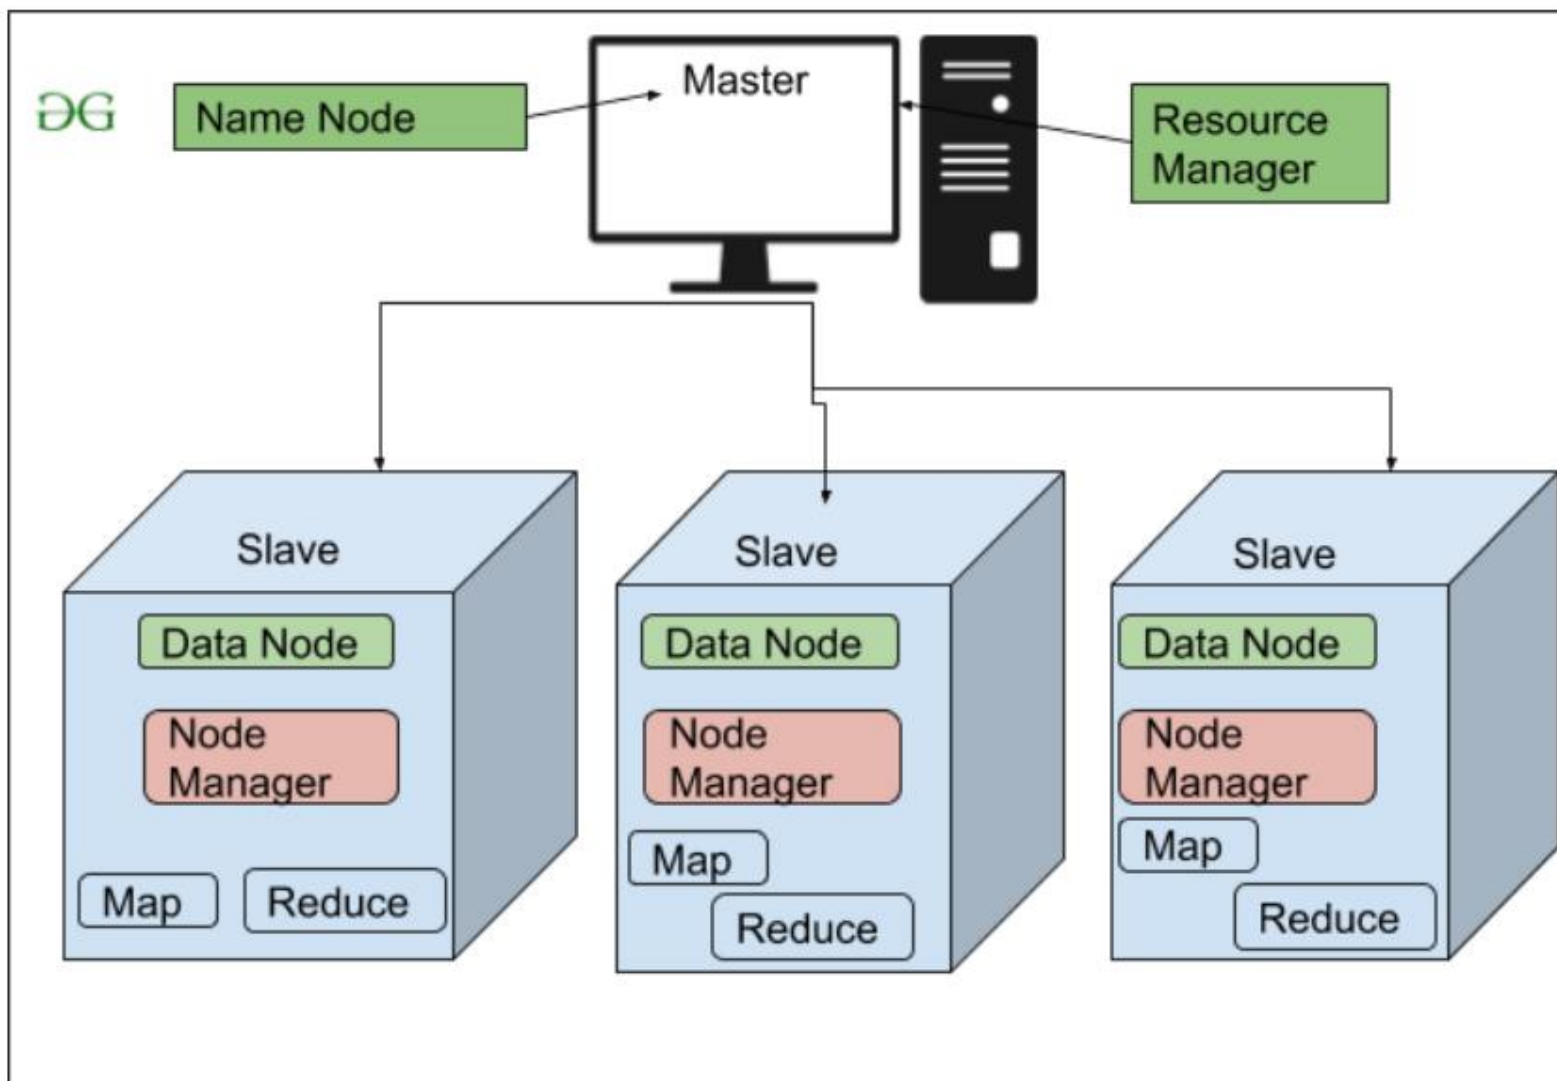 Master
Name Node
Resource
Manager
Slave
Slave
Slave
Data Node
Data Node
Data Node
Node
Manager
Node
Manager
Node
Manager
Map
Reduce
Map
Reduce
Map
Reduce